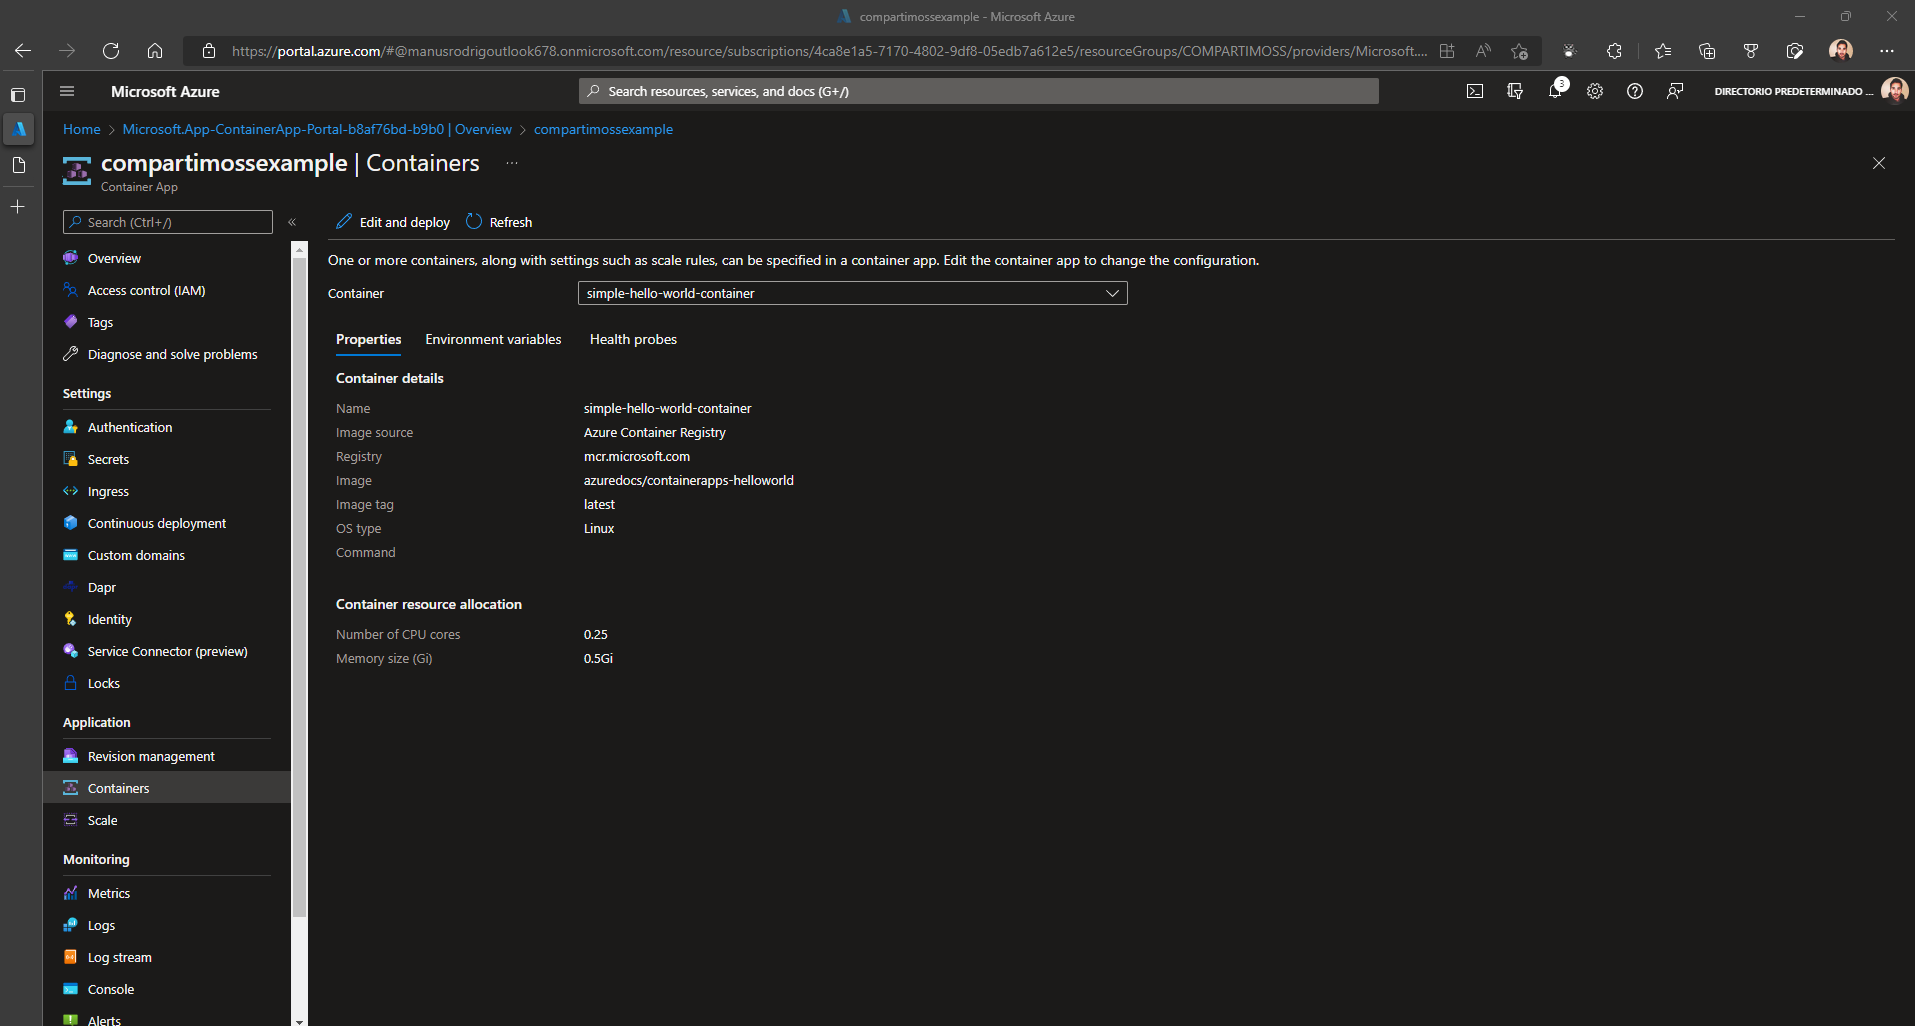 compartimossexample - Microsoft Azure
https://portal.azure.com/#@manusrodrigoutlook678.onmicrosoft.com/resource/subscriptions/4ca8e1a5-7170-4802-9df8-05edb7a612e5/resourceGroups/COMPARTIMOSS/providers/Microsoft....
Microsoft Azure
Search resources, services, and docs (G+/)
3
DIRECTORIO PREDETERMINADO ...
Home > Microsoft.App-ContainerApp-Portal-b8af76bd-b9b0 | Overview > compartimossexample
compartimossexample | Containers ...
Container App
Search (Ctrl+/)
«
Overview
Access control (IAM)
Tags
Diagnose and solve problems
Settings
Authentication
Secrets
Ingress
Continuous deployment
Custom domains
Dapr
Identity
Service Connector (preview)
Locks
Application
Revision management
Containers
Scale
Monitoring
Metrics
Logs
Log stream
Console
Alerts
Edit and deploy
Refresh
One or more containers, along with settings such as scale rules, can be specified in a container app. Edit the container app to change the configuration.
Container simple-hello-world-container
Properties Environment variables Health probes
Container details
Name simple-hello-world-container
Image source Azure Container Registry
Registry mcr.microsoft.com
Image azuredocs/containerapps-helloworld
Image tag latest
OS type Linux
Command
Container resource allocation
Number of CPU cores 0.25
Memory size (Gi) 0.5Gi